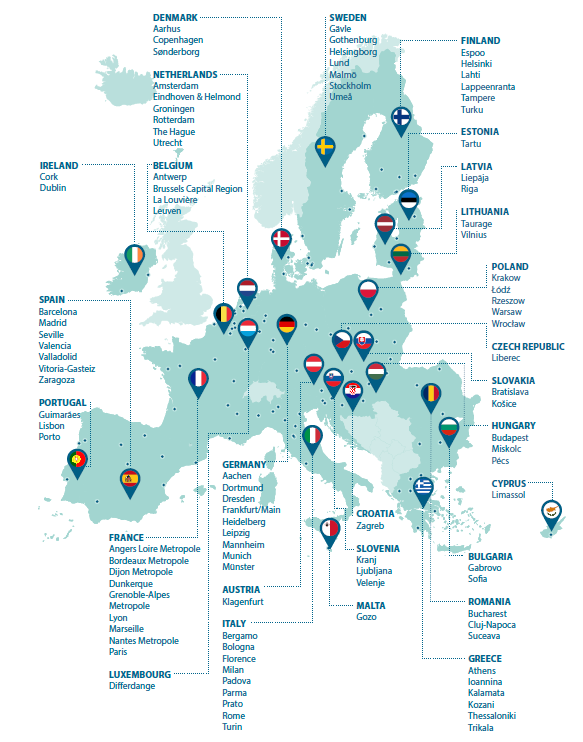 DENMARK
Aarhus
Copenhagen
Sønderborg
NETHERLANDS
Amsterdam
Eindhoven & Helmond
Groningen
Rotterdam
The Hague
Utrecht
SWEDEN
Gävle
Gothenburg
Helsingborg
Lund
Malmö
Stockholm
Umeå
FINLAND
Espoo
Helsinki
Lahti
Lappeenranta
Tampere
Turku
ESTONIA
Tartu
LATVIA
Liepāja
Riga
LITHUANIA
Taurage
Vilnius
IRELAND
Cork
Dublin
BELGIUM
Antwerp
Brussels Capital Region
La Louvière
Leuven
POLAND
Krakow
Łódź
Rzeszow
Warsaw
Wrocław
CZECH REPUBLIC
Liberec
SLOVAKIA
Bratislava
Košice
HUNGARY
Budapest
Miskolc
Pécs
CYPRUS
Limassol
SPAIN
Barcelona
Madrid
Seville
Valencia
Valladolid
Vitoria-Gasteiz
Zaragoza
PORTUGAL
Guimarães
Lisbon
Porto
FRANCE
Angers Loire Metropole
Bordeaux Metropole
Dijon Metropole
Dunkerque
Grenoble-Alpes
Metropole
Lyon
Marseille
Nantes Metropole
Paris
LUXEMBOURG
Differdange
GERMANY
Aachen
Dortmund
Dresden
Frankfurt/Main
Heidelberg
Leipzig
Mannheim
Munich
Münster
AUSTRIA
Klagenfurt
ITALY
Bergamo
Bologna
Florence
Milan
Padova
Parma
Prato
Rome
Turin
CROATIA
Zagreb
SLOVENIA
Kranj
Ljubljana
Velenje
MALTA
Gozo
BULGARIA
Gabrovo
Sofia
ROMANIA
Bucharest
Cluj-Napoca
Suceava
GREECE
Athens
Ioannina
Kalamata
Kozani
Thessaloniki
Trikala